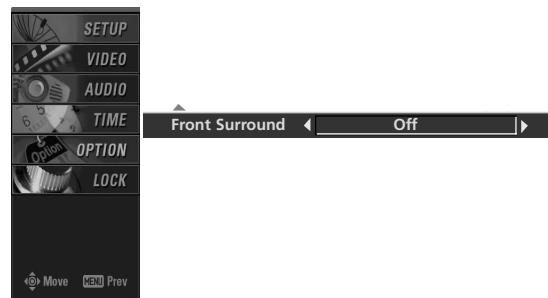 SETUP
VIDEO
AUDIO
TIME
OPTION
LOCK
Front Surround Off
Move MENU Prev